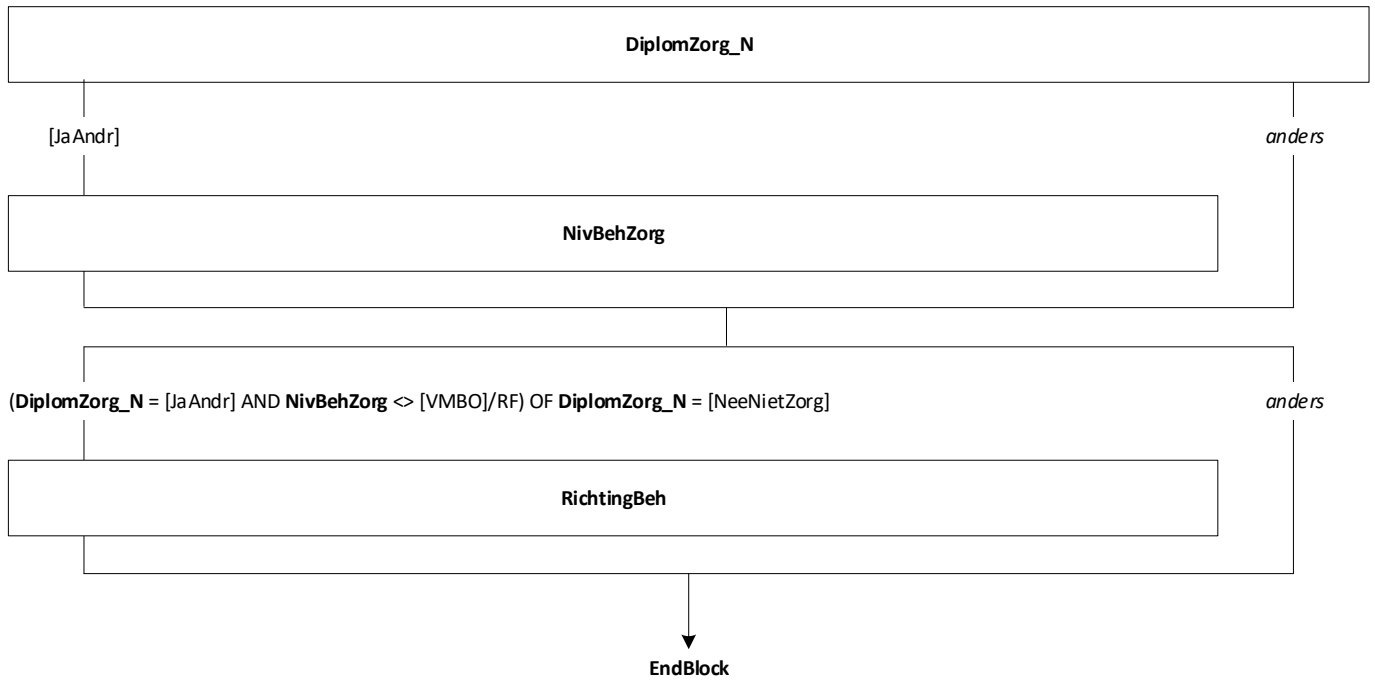 DiplomZorg_N
[JaAndr]
anders
NivBehZorg
(DiplomZorg_N = [JaAndr] AND NivBehZorg <> [VMBO]/RF) OF DiplomZorg_N = [NeeNietZorg]
anders
RichtingBeh
EndBlock